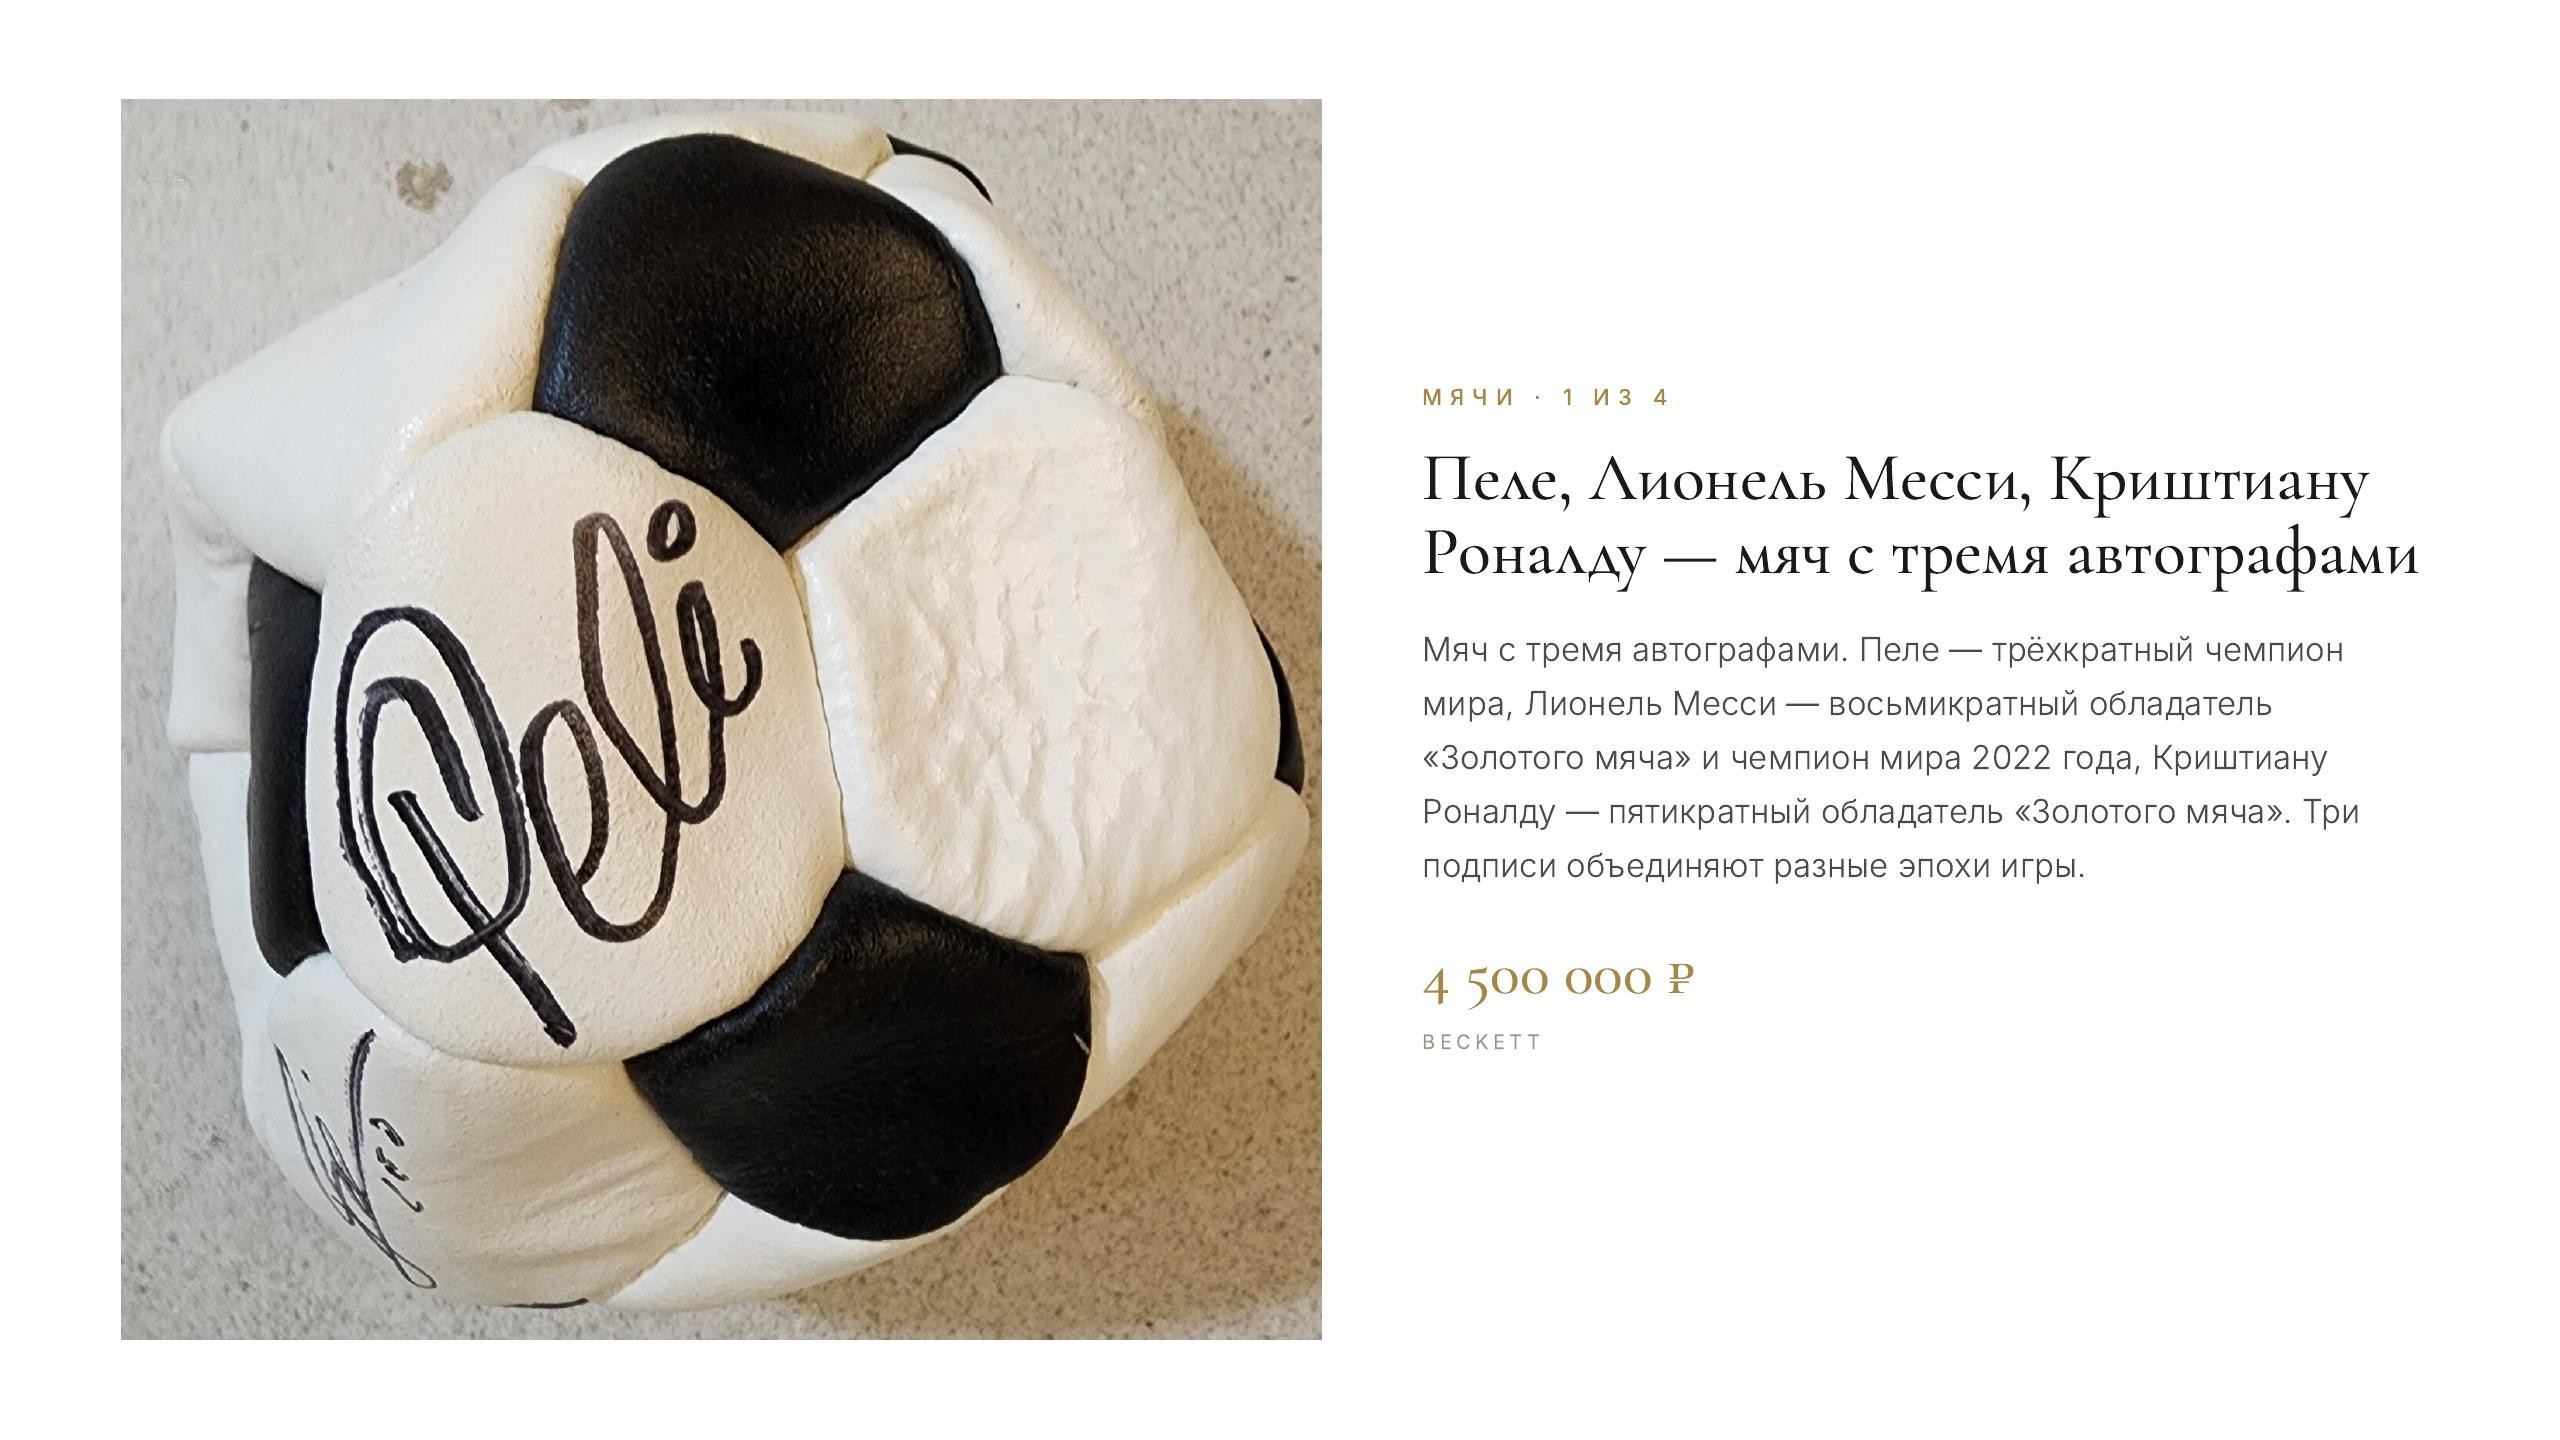 Pelé
МЯЧИ · 1 ИЗ 4
Пеле, Лионель Месси, Криштиану
Роналду — мяч с тремя автографами
Мяч с тремя автографами. Пеле — трёхкратный чемпион
мира, Лионель Месси — восьмикратный обладатель
«Золотого мяча» и чемпион мира 2022 года, Криштиану
Роналду — пятикратный обладатель «Золотого мяча». Три
подписи объединяют разные эпохи игры.
4 500 000 ₽
BECKETT